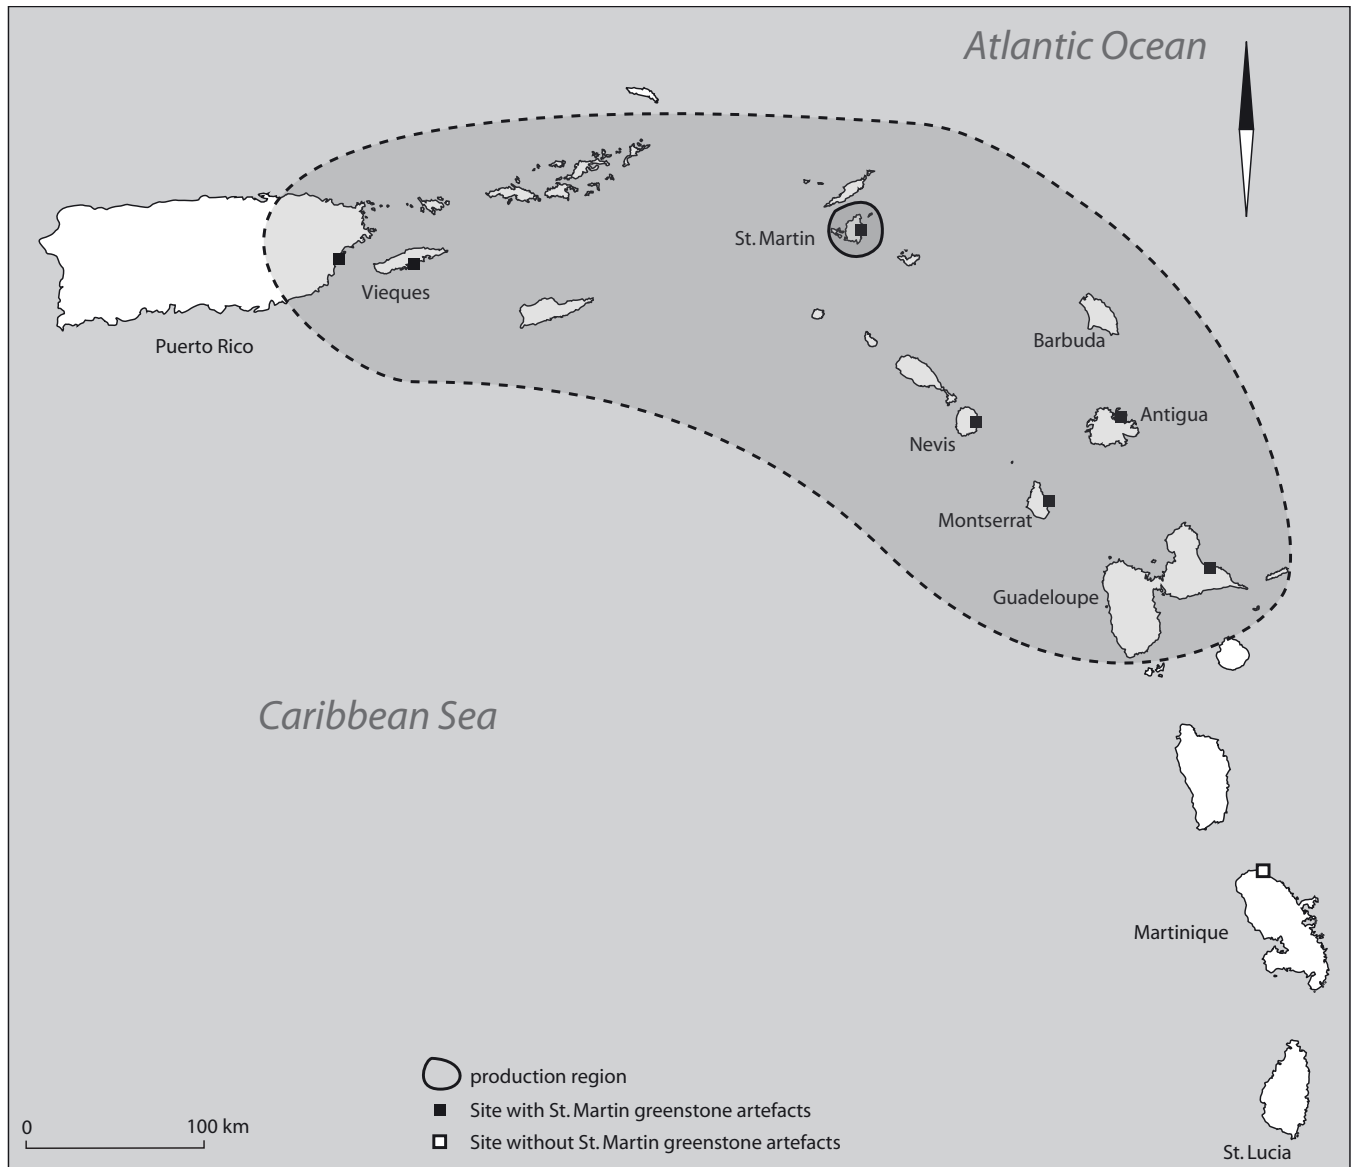 Atlantic Ocean
St. Martin
Vieques
Puerto Rico
Barbuda
Antigua
Nevis
Montserrat
Guadeloupe
Caribbean Sea
Martinique
production region
Site with St. Martin greenstone artefacts
0 100 km
Site without St. Martin greenstone artefacts
St. Lucia